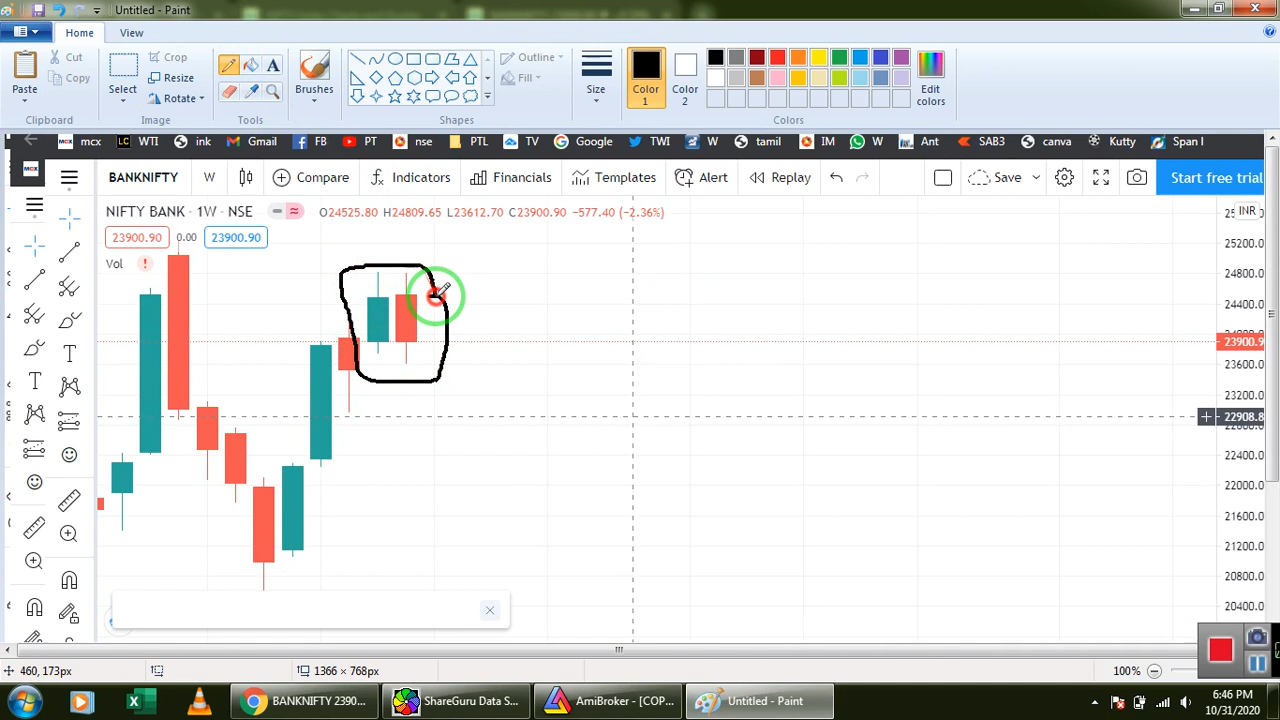 Untitled - Paint
Home View
Paste
Cut
Copy
Clipboard
Select
Crop
Resize
Rotate
Image
Tools
Brushes
Outline
Fill
Shapes
Size
Color 1
Color 2
Edit colors
Colors
mcx LC WTI ink Gmail FB PT nse PTL TV Google TWI W tamil IM W Ant SAB3 canva Kutty Span I
BANKNIFTY W Compare Indicators Financials Templates Alert Replay Save Start free trial
NIFTY BANK · 1W · NSE O24525.80 H24809.65 L23612.70 C23900.90 -577.40 (-2.36%)
INR
23900.90 0.00 23900.90
Vol !
25200.0
24800.0
24400.0
23900.9
23600.0
23200.0
22908.8
22400.0
22000.0
21600.0
21200.0
20800.0
20400.0
460, 173px 1366 × 768px 100%
BANKNIFTY 2390... ShareGuru Data S... AmiBroker - [COP... Untitled - Paint
6:46 PM
10/31/2020